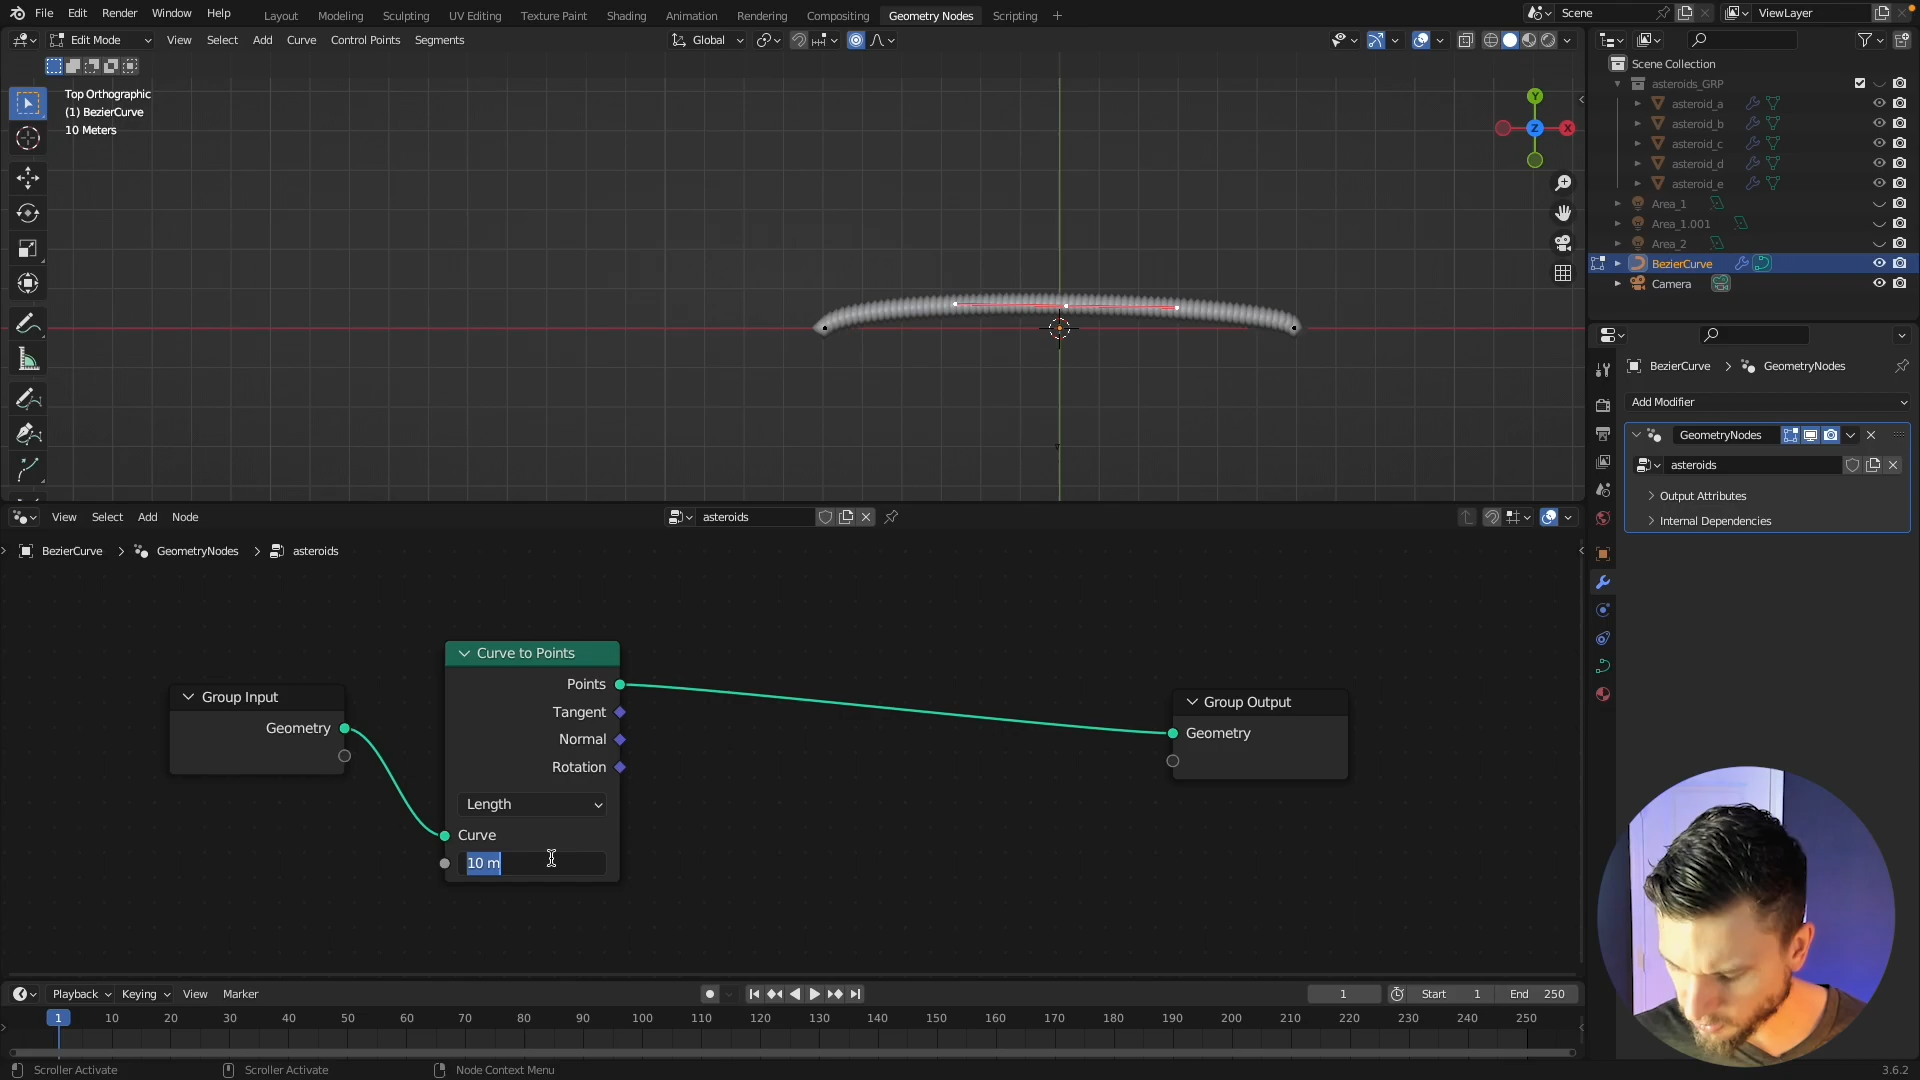 File Edit Render Window Help
Layout Modeling Sculpting UV Editing Texture Paint Shading Animation Rendering Compositing Geometry Nodes Scripting +
Scene
ViewLayer
Edit Mode View Select Add Curve Control Points Segments
Global
Top Orthographic
(1) BezierCurve
10 Meters
Y
X
Z
Scene Collection
asteroids_GRP
asteroid_a
asteroid_b
asteroid_c
asteroid_d
asteroid_e
Area_1
Area_1.001
Area_2
BezierCurve
Camera
BezierCurve > GeometryNodes
Add Modifier
GeometryNodes
asteroids
Output Attributes
Internal Dependencies
View Select Add Node
asteroids
BezierCurve > GeometryNodes > asteroids
Group Input
Geometry
Curve to Points
Points
Tangent
Normal
Rotation
Length
Curve
10 m
Group Output
Geometry
Playback Keying View Marker
1
Start 1
End 250
1 10 20 30 40 50 60 70 80 90 100 110 120 130 140 150 160 170 180 190 200 210 220 230 240 250
Scroller Activate
Scroller Activate
Node Context Menu
3.6.2